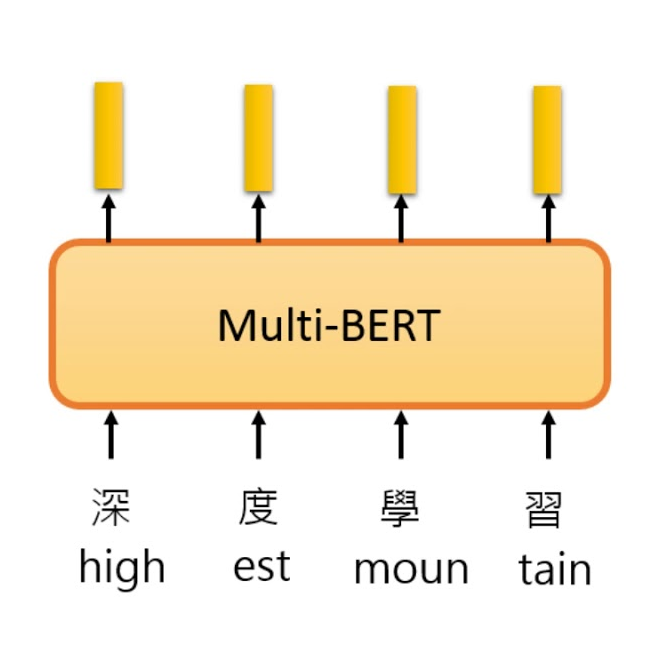 Multi-BERT
深 度 學 習
high est moun tain